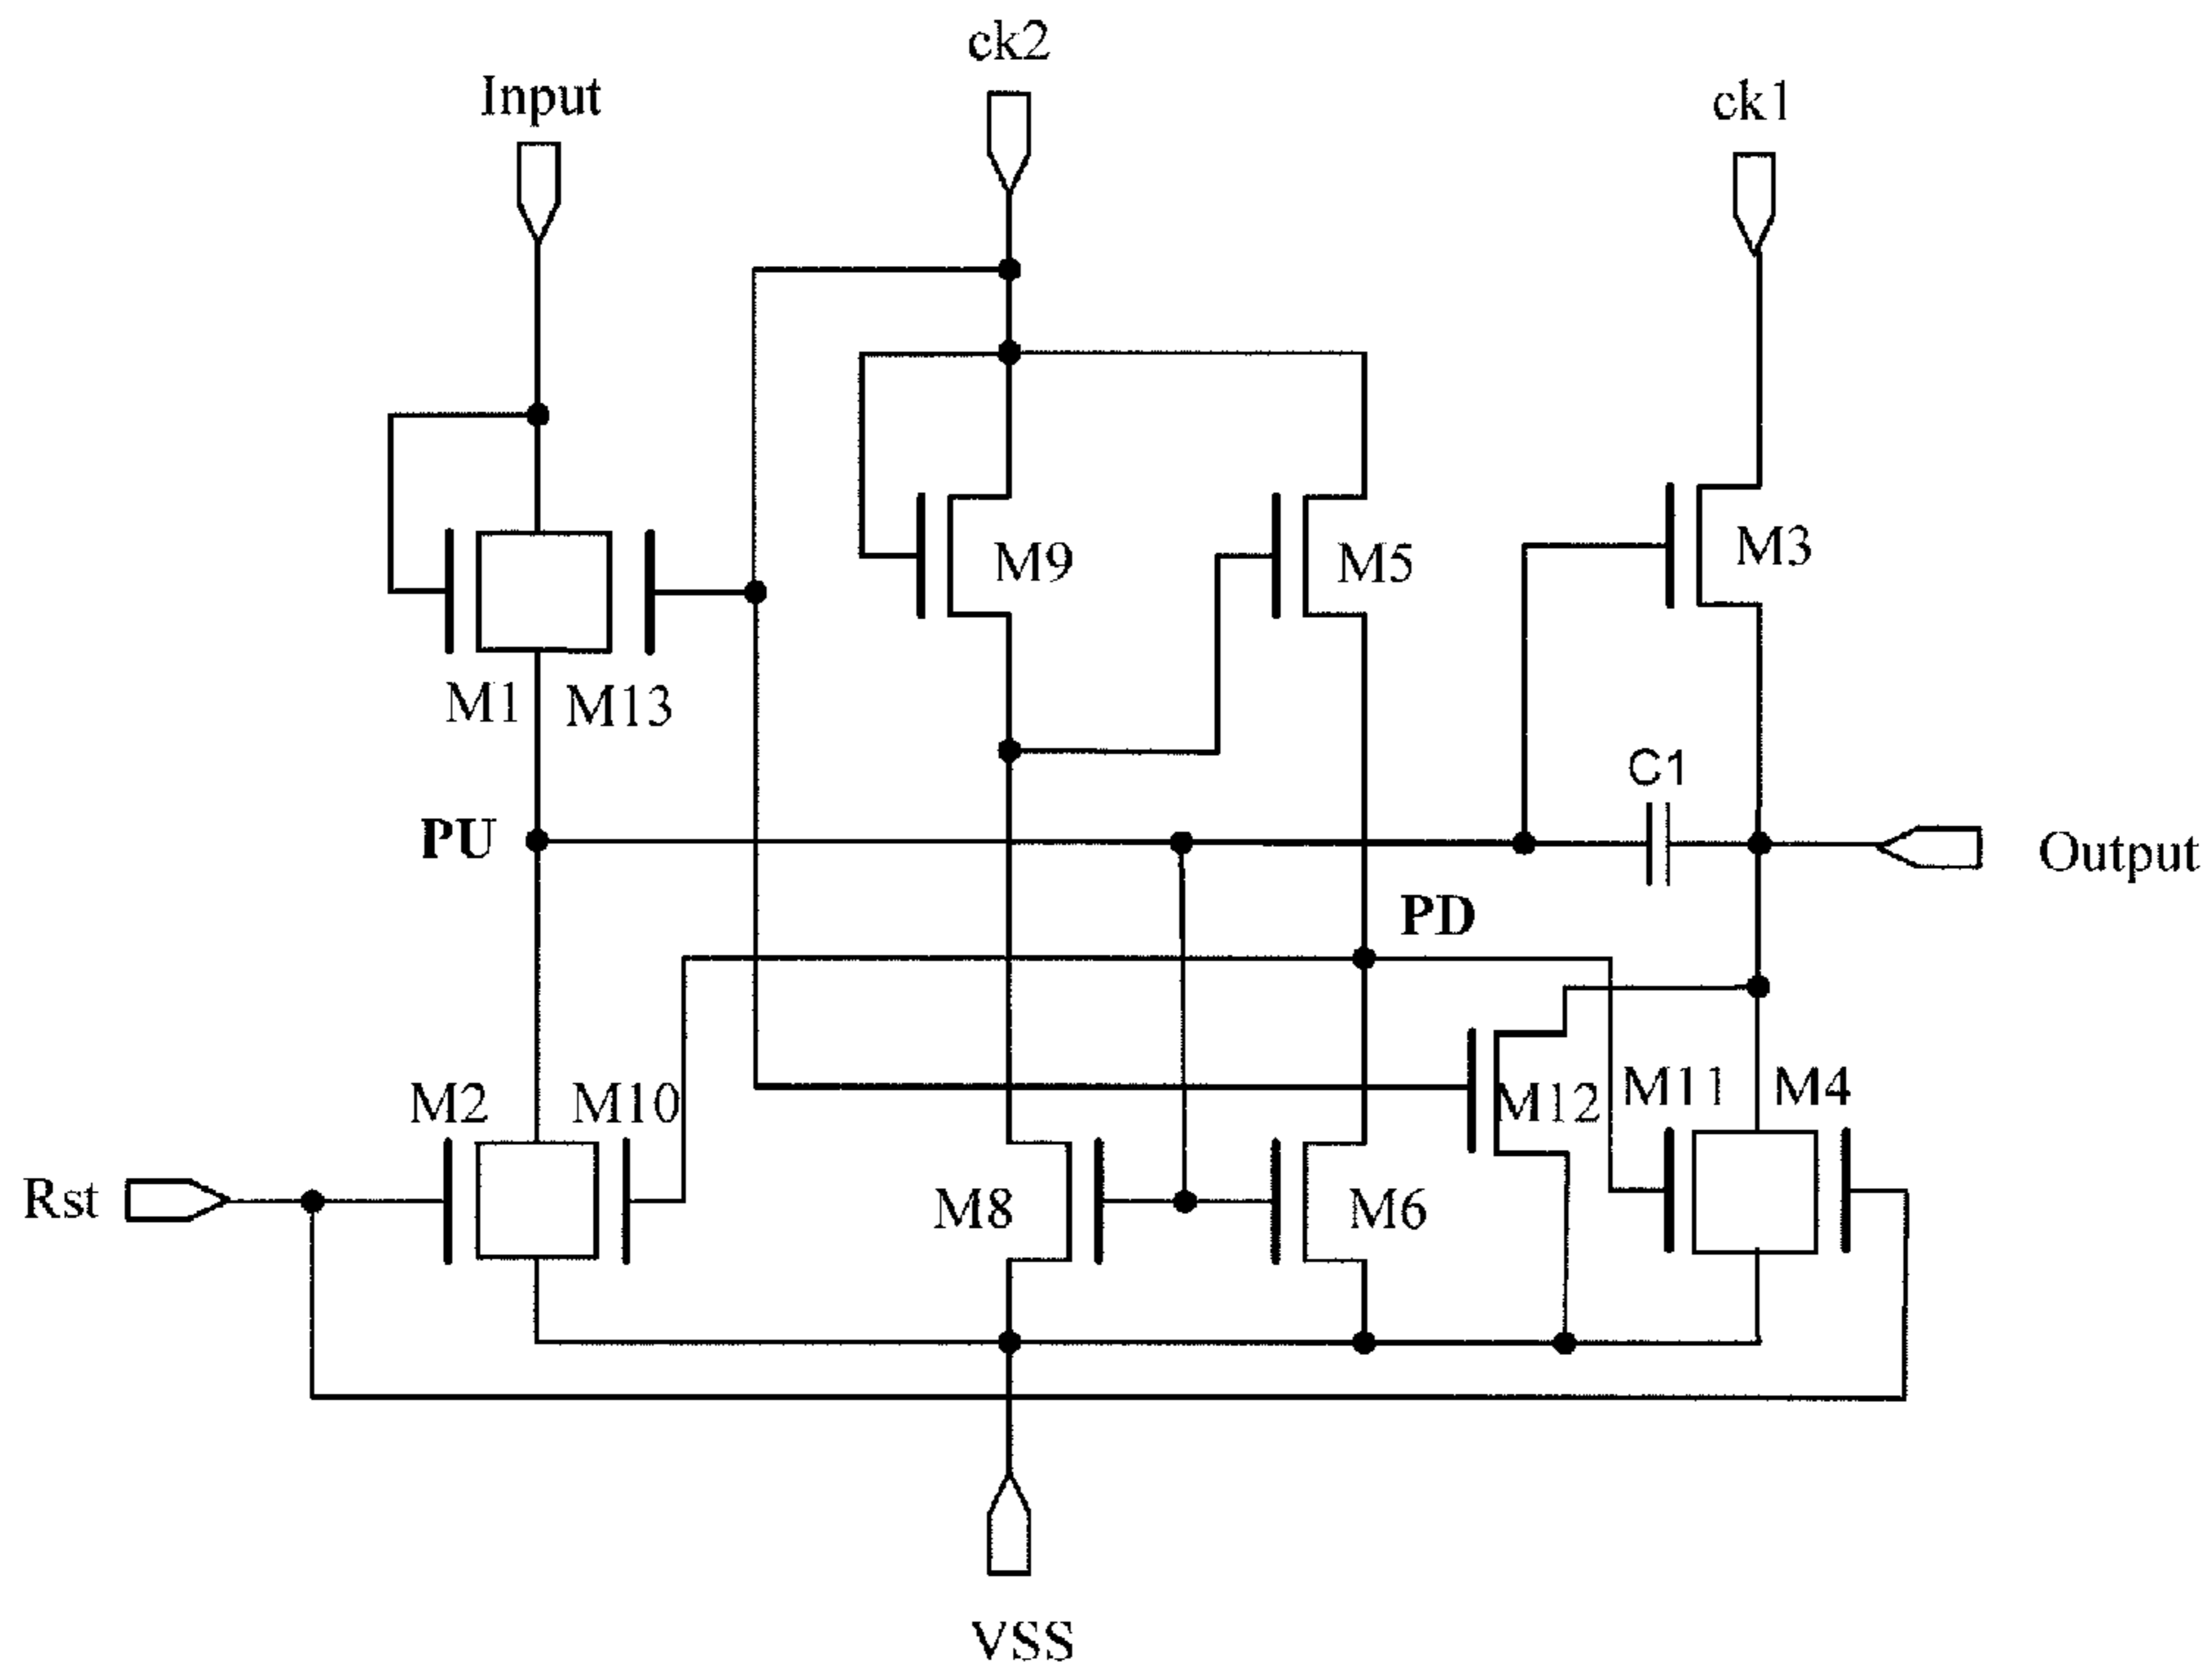 ck2
Input
ck1
M9
M5
M3
M1
M13
C1
PU
Output
PD
M2
M10
M12
M11
M4
Rst
M8
M6
VSS